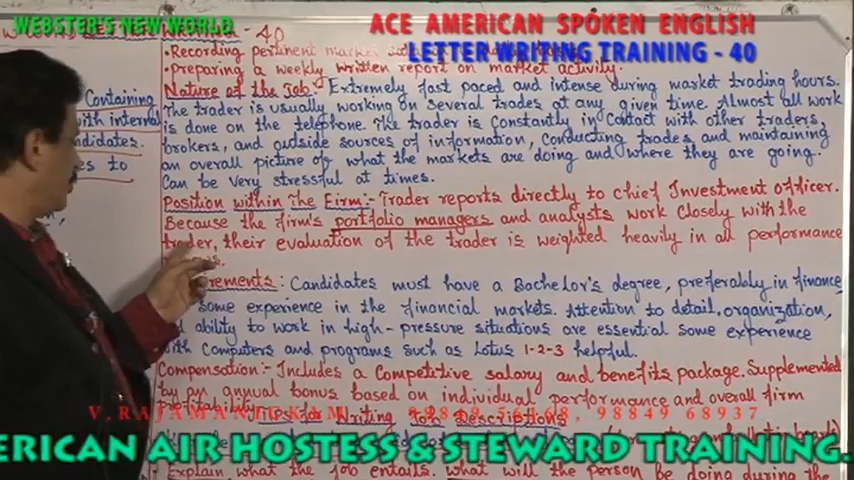 WEBSTER'S NEW WORLD
- 40
ACE AMERICAN SPOKEN ENGLISH
LETTER WRITING TRAINING - 40
•Recording pertinent market
•Preparing a weekly written report on market activity.
Containing
with internal
ndidates.
es to
Nature of the Job:- Extremely fast paced and intense during market trading hours.
The trader is usually working on several trades at any given time. Almost all work
is done on the telephone. The trader is constantly in contact with other traders,
brokers, and outside sources of information, conducting trades and maintaining
an overall picture of what the markets are doing and where they are going.
Can be very stressful at times.
Position within The Firm:- Trader reports directly to Chief Investment officer.
Because the firm's portfolio managers and analysts work closely with the
trader, their evaluation of the trader is weighted heavily in all performance
rements: Candidates must have a Bachelor's degree, preferably in finance,
some experience in the financial markets. Attention to detail, organization,
ability to work in high-pressure situations are essential some experience
with computers and programs such as Lotus 1-2-3 helpful.
Compensation:- Includes a Competitive salary and benefits package. Supplemented
by an annual bonus based on individual performance and overall firm
Tips for Writing Job Descriptions
V.RAJAMANICKAM 98849 68937
ERICAN AIR HOSTESS & STEWARD TRAINING.
Explain what the job entails. what will the person be doing during the